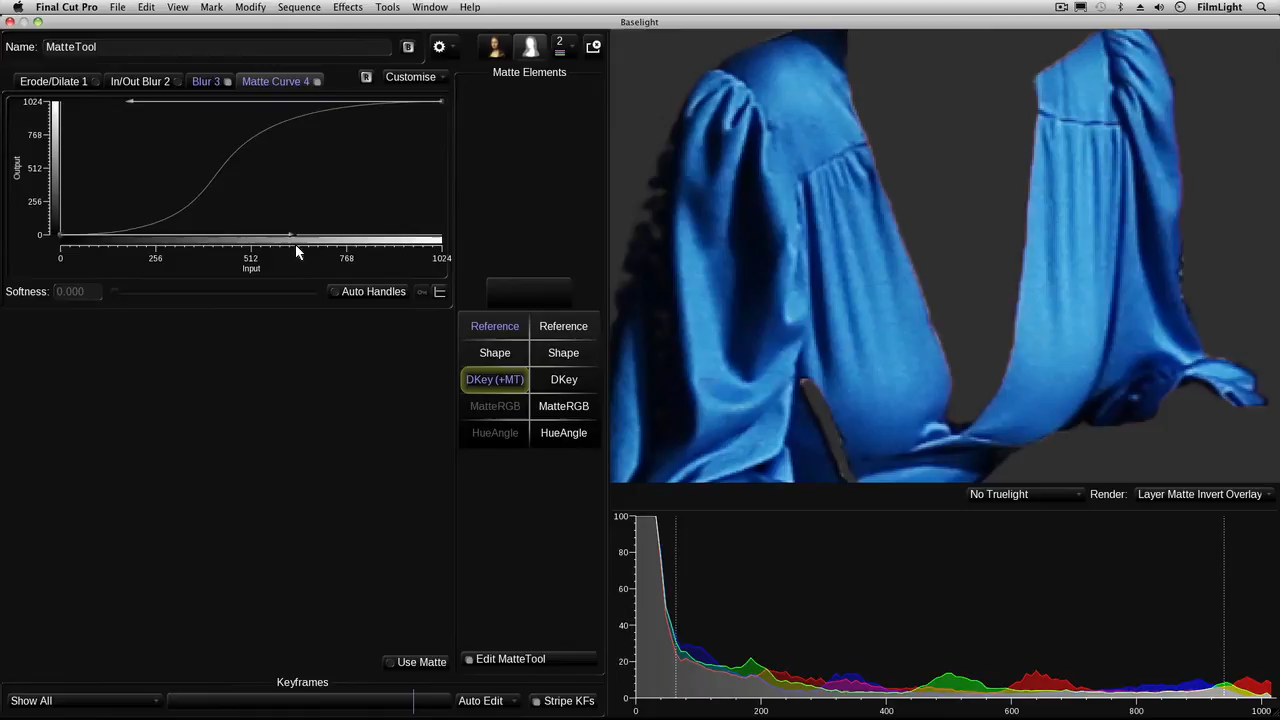 Final Cut Pro File Edit View Mark Modify Sequence Effects Tools Window Help FilmLight
Baselight
Name: MatteTool
B
2
Erode/Dilate 1 In/Out Blur 2 Blur 3 Matte Curve 4 R Customise
Matte Elements
1024
768
512
256
0
Output
0 256 512 768 1024
Input
Softness: 0.000 Auto Handles
Reference Reference
Shape Shape
DKey (+MT) DKey
MatteRGB MatteRGB
HueAngle HueAngle
Use Matte
Edit MatteTool
Keyframes
Show All Auto Edit Stripe KFs
No Truelight Render: Layer Matte Invert Overlay
100
80
60
40
20
0
0 200 400 600 800 1000